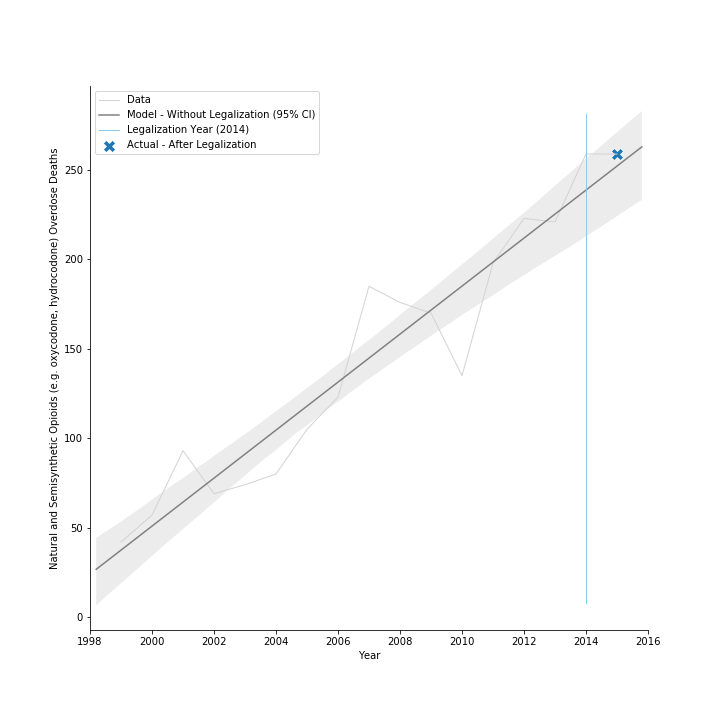 Data
Model - Without Legalization (95% CI)
Legalization Year (2014)
Actual - After Legalization
Natural and Semisynthetic Opioids (e.g. oxycodone, hydrocodone) Overdose Deaths
250
200
150
100
50
0
1998 2000 2002 2004 2006 2008 2010 2012 2014 2016
Year